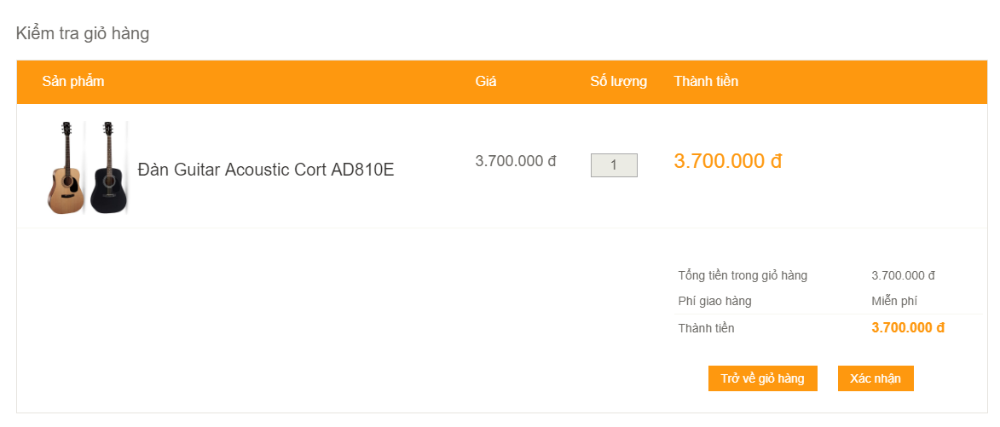 Kiểm tra giỏ hàng
Sản phẩm Giá Số lượng Thành tiền
Đàn Guitar Acoustic Cort AD810E 3.700.000 đ 1 3.700.000 đ
Tổng tiền trong giỏ hàng 3.700.000 đ
Phí giao hàng Miễn phí
Thành tiền 3.700.000 đ
Trở về giỏ hàng Xác nhận